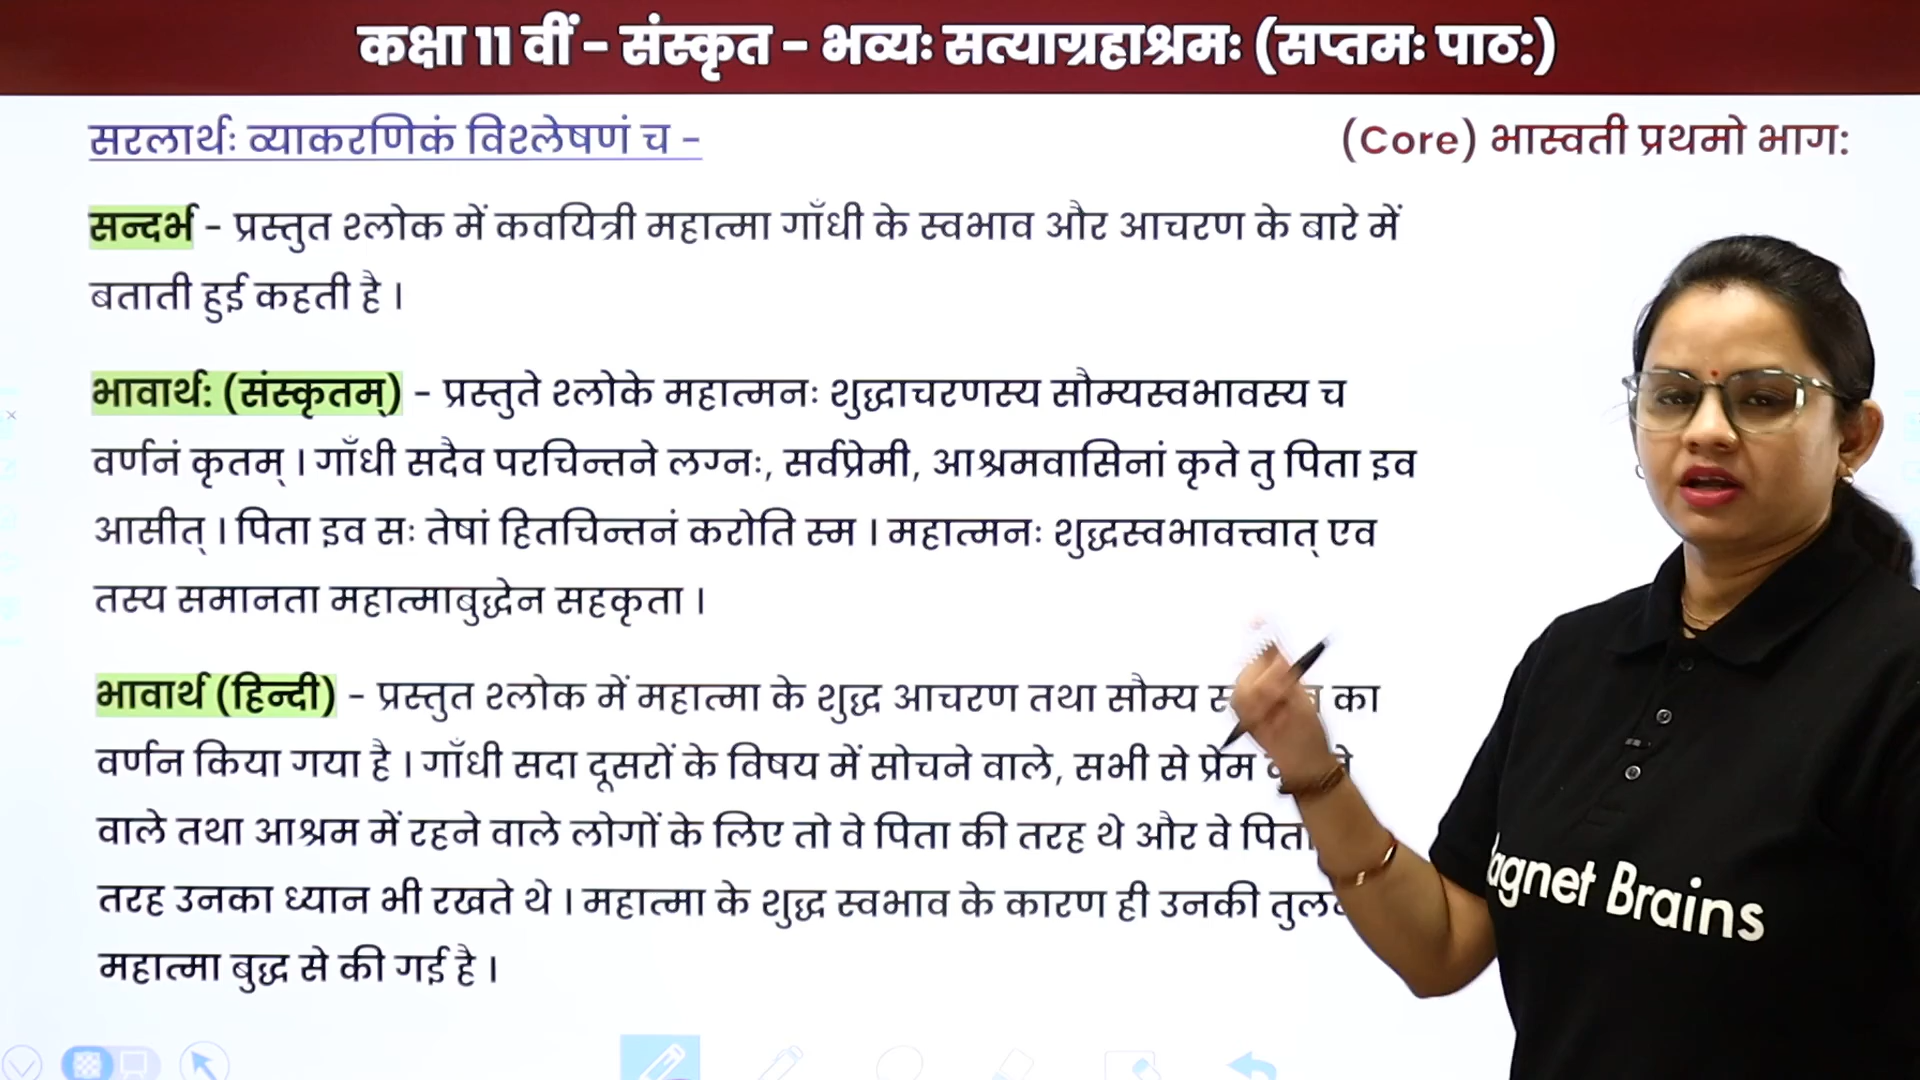 कक्षा 11 वीं - संस्कृत - भव्यः सत्याग्रहाश्रमः (सप्तमः पाठः)
सरलार्थः व्याकरणिकं विश्लेषणं च -
(Core) भास्वती प्रथमो भागः
सन्दर्भ - प्रस्तुत श्लोक में कवयित्री महात्मा गाँधी के स्वभाव और आचरण के बारे में
बताती हुई कहती है ।
भावार्थः (संस्कृतम्) - प्रस्तुते श्लोके महात्मनः शुद्धाचरणस्य सौम्यस्वभावस्य च
वर्णनं कृतम् । गाँधी सदैव परचिन्तने लग्नः, सर्वप्रेमी, आश्रमवासिनां कृते तु पिता इव
आसीत् । पिता इव सः तेषां हितचिन्तनं करोति स्म । महात्मनः शुद्धस्वभावत्त्वात् एव
तस्य समानता महात्माबुद्धेन सहकृता ।
भावार्थ (हिन्दी) - प्रस्तुत श्लोक में महात्मा के शुद्ध आचरण तथा सौम्य का
वर्णन किया गया है । गाँधी सदा दूसरों के विषय में सोचने वाले, सभी से प्रेम
वाले तथा आश्रम में रहने वाले लोगों के लिए तो वे पिता की तरह थे और वे पिता
तरह उनका ध्यान भी रखते थे । महात्मा के शुद्ध स्वभाव के कारण ही उनकी
महात्मा बुद्ध से की गई है ।
agnet Brains